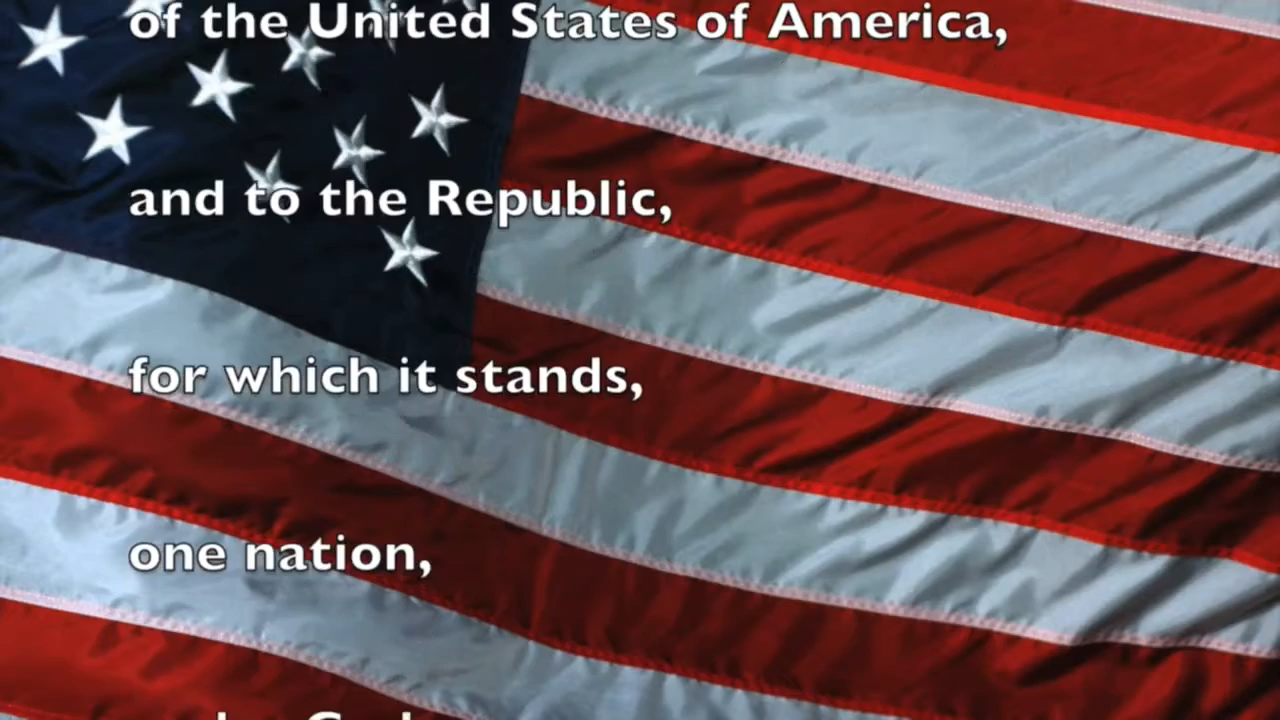 of the United States of America,
and to the Republic,
for which it stands,
one nation,